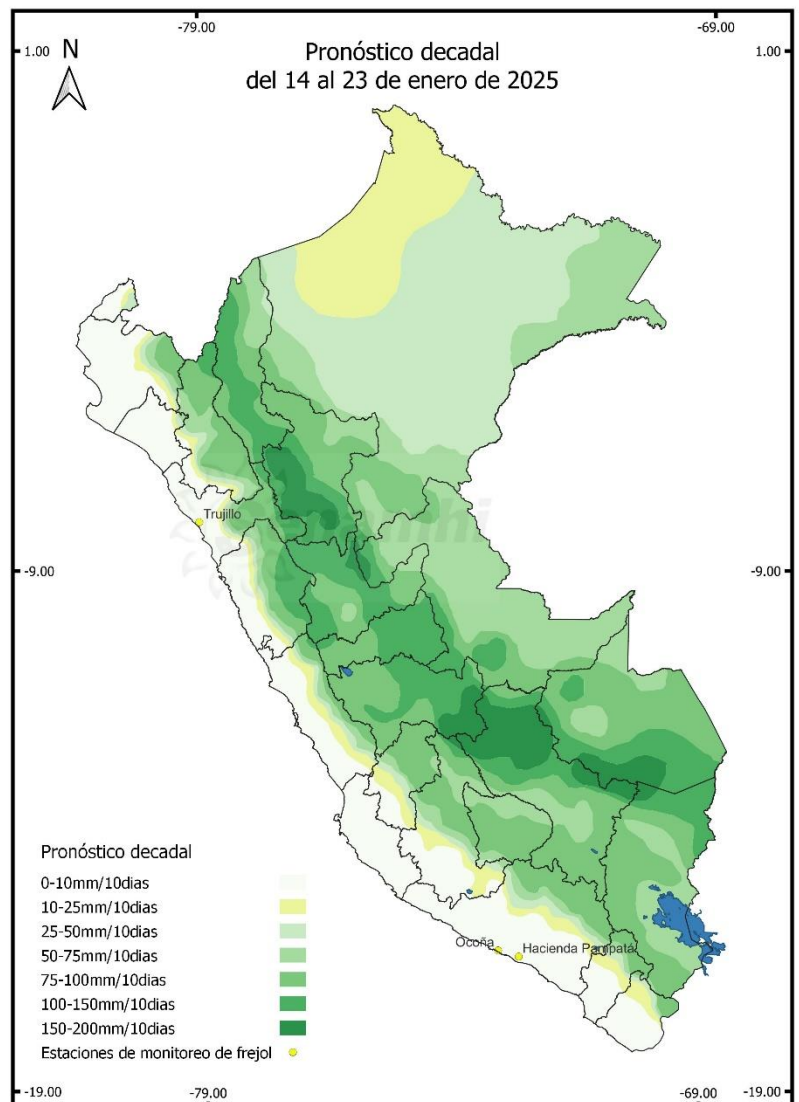 -79.00
-69.00
1.00
1.00
N
Pronóstico decadal
del 14 al 23 de enero de 2025
Trujillo
senamhi
-9.00
-9.00
Pronóstico decadal
0-10mm/10dias
10-25mm/10dias
25-50mm/10dias
50-75mm/10dias
75-100mm/10dias
100-150mm/10dias
150-200mm/10dias
Estaciones de monitoreo de frejol
Ocoña
Hacienda Pampatá
-19.00
-79.00
-69.00
-19.00